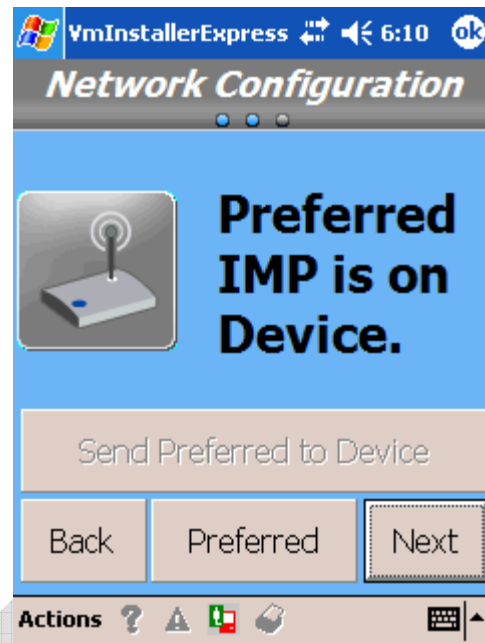 VmInstallerExpress 6:10 ok
Network Configuration
Preferred
IMP is on
Device.
Send Preferred to Device
Back Preferred Next
Actions